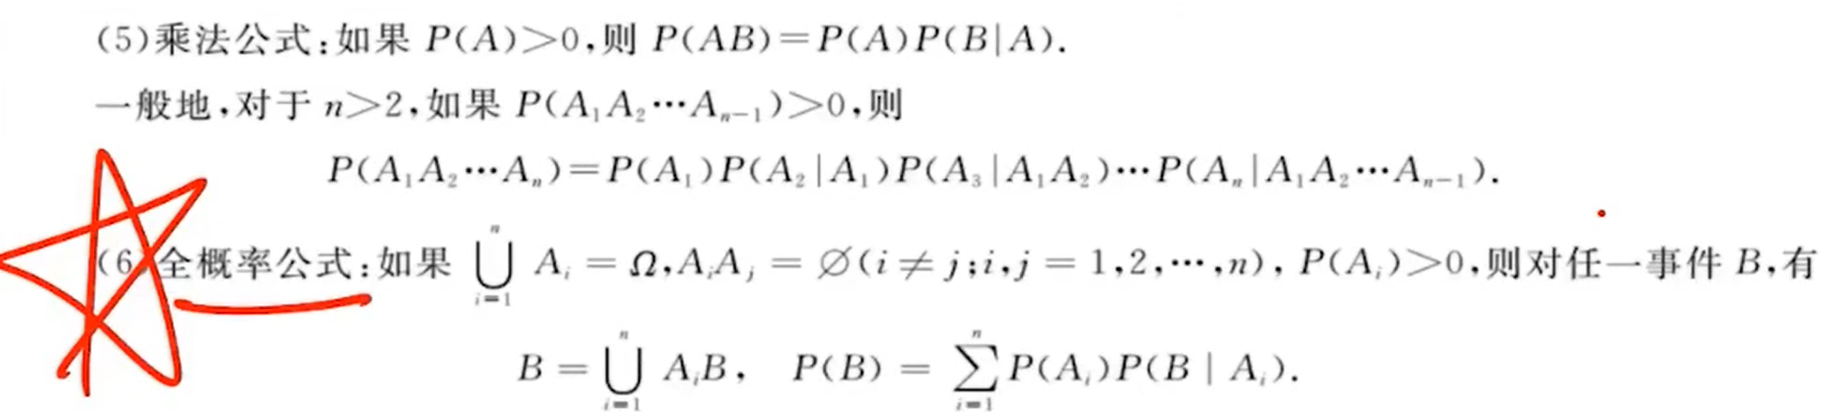 (5)乘法公式:如果 P(A)>0,则 P(AB)=P(A)P(B|A).
一般地,对于 n>2,如果 P(A₁A₂⋯Aₙ₋₁)>0,则
P(A₁A₂⋯Aₙ)=P(A₁)P(A₂|A₁)P(A₃|A₁A₂)⋯P(Aₙ|A₁A₂⋯Aₙ₋₁).
(6)全概率公式:如果 ⋃ᵢ₌₁ⁿ Aᵢ = Ω,AᵢAⱼ = ∅(i ≠ j;i,j = 1,2,⋯,n), P(Aᵢ)>0,则对任一事件 B,有
B = ⋃ᵢ₌₁ⁿ AᵢB, P(B) = ∑ᵢ₌₁ⁿ P(Aᵢ)P(B | Aᵢ).